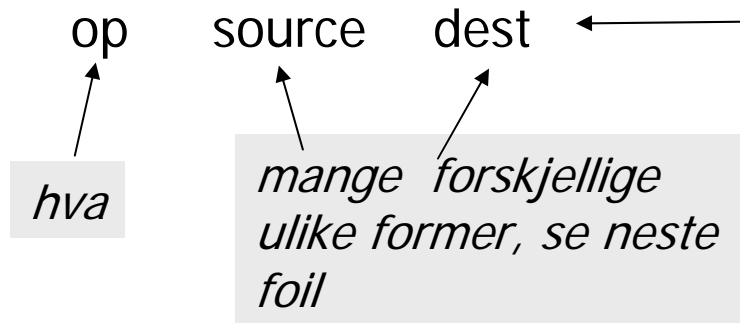 op source dest
hva
mange forskjellige
ulike former, se neste
foil